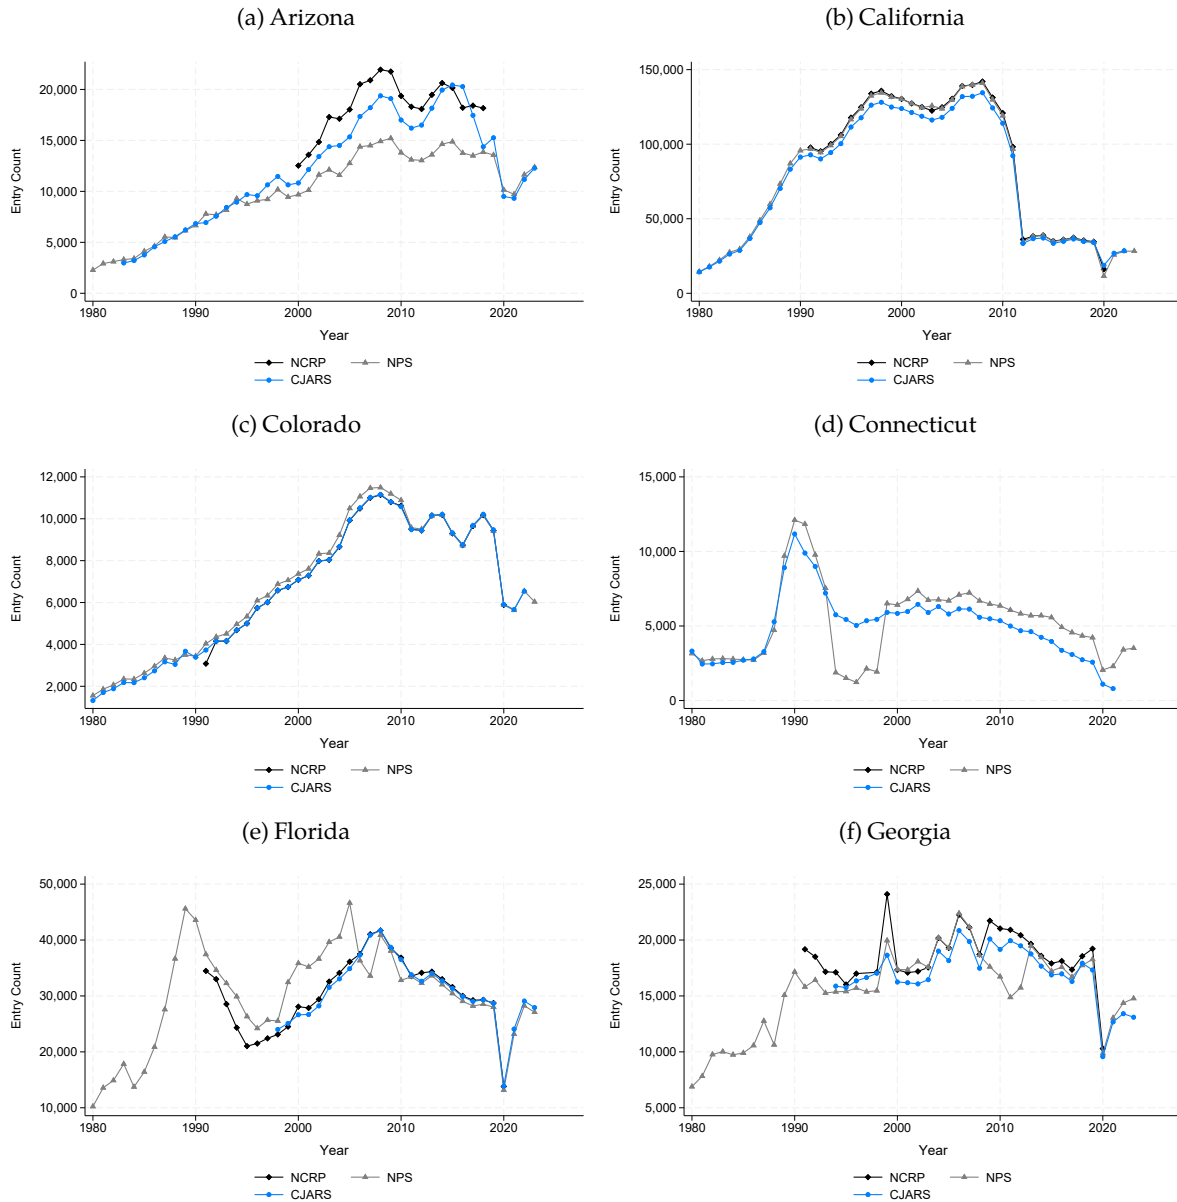 (a) Arizona
Entry Count
20,000
15,000
10,000
5,000
0
1980
1990
2000
2010
2020
Year
NCRP
NPS
CJARS
(b) California
Entry Count
150,000
100,000
50,000
0
1980
1990
2000
2010
2020
Year
NCRP
NPS
CJARS
(c) Colorado
Entry Count
12,000
10,000
8,000
6,000
4,000
2,000
1980
1990
2000
2010
2020
Year
NCRP
NPS
CJARS
(d) Connecticut
Entry Count
15,000
10,000
5,000
0
1980
1990
2000
2010
2020
Year
NCRP
NPS
CJARS
(e) Florida
Entry Count
50,000
40,000
30,000
20,000
10,000
1980
1990
2000
2010
2020
Year
NCRP
NPS
CJARS
(f) Georgia
Entry Count
25,000
20,000
15,000
10,000
5,000
1980
1990
2000
2010
2020
Year
NCRP
NPS
CJARS